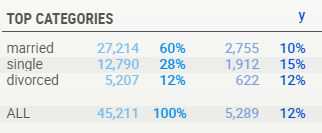 TOP CATEGORIES y
married 27,214 60% 2,755 10%
single 12,790 28% 1,912 15%
divorced 5,207 12% 622 12%
ALL 45,211 100% 5,289 12%